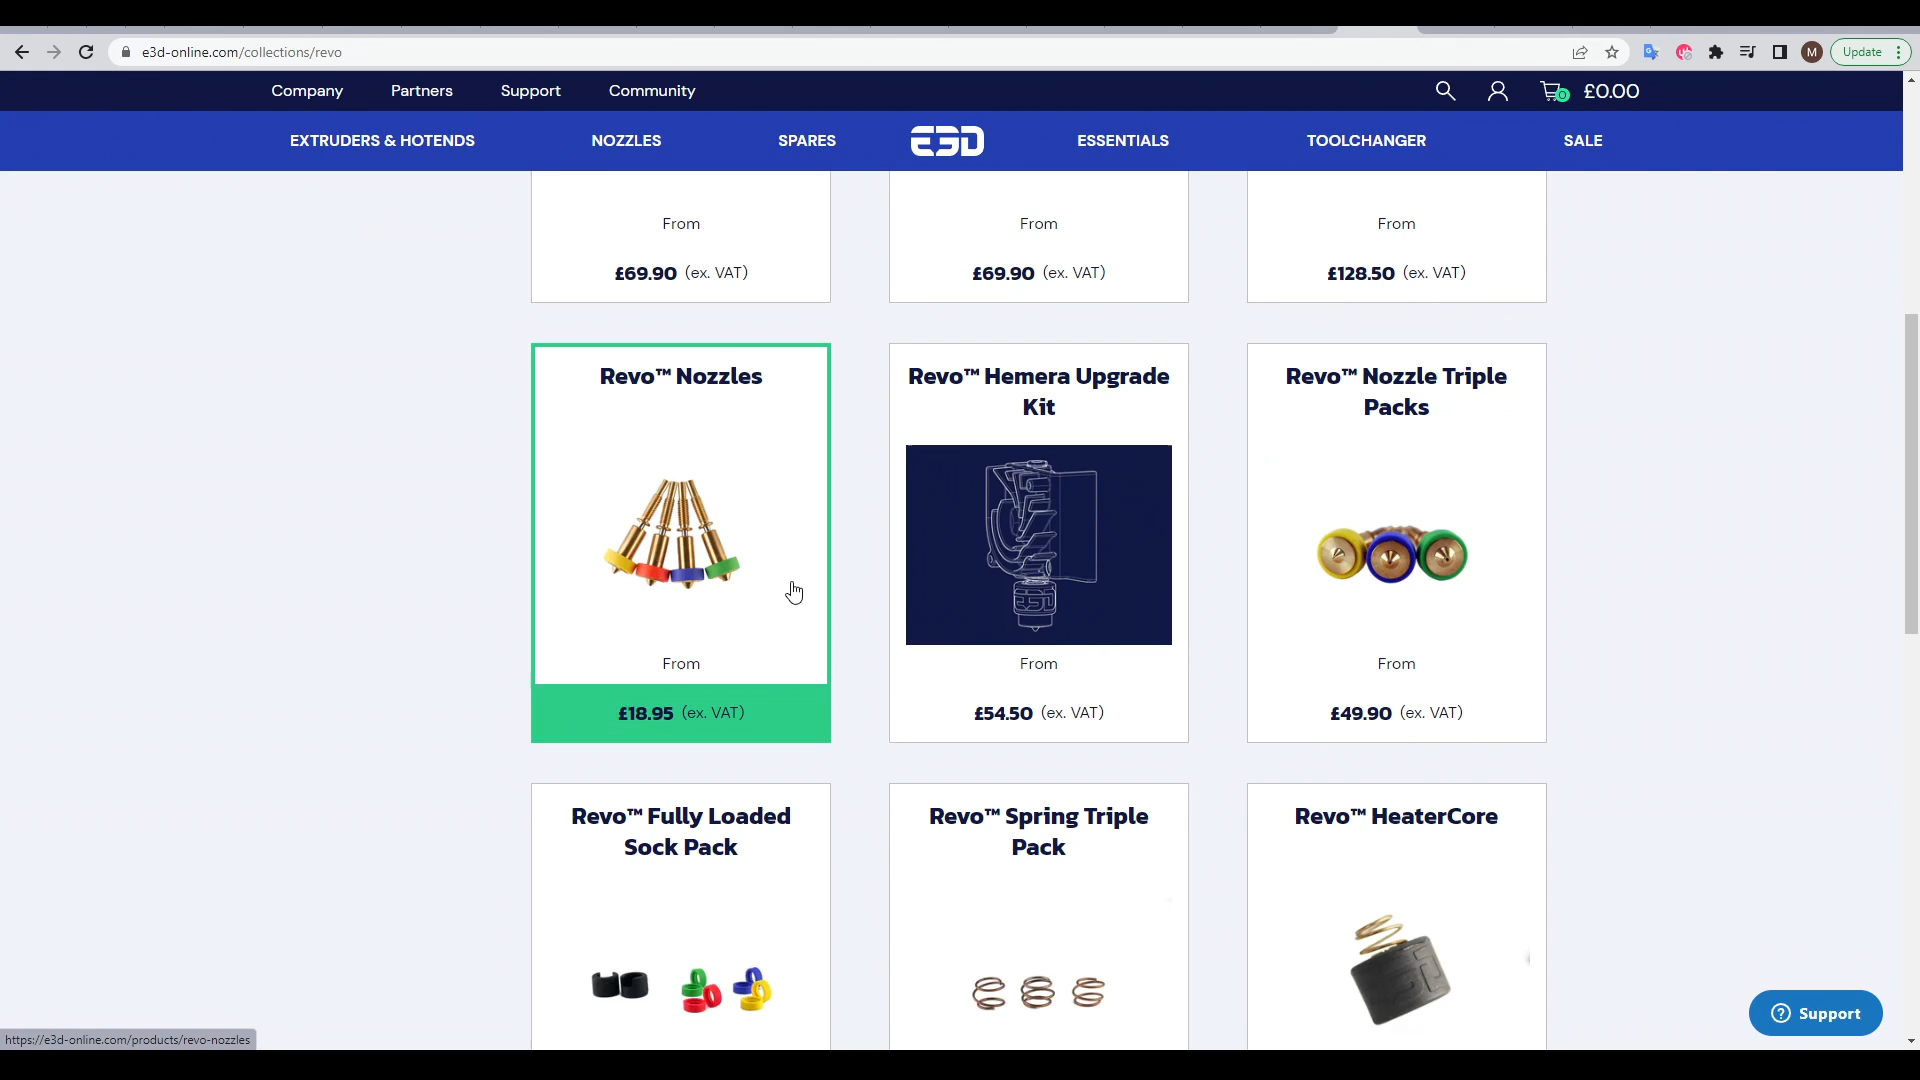 e3d-online.com/collections/revo
M
Update
Company
Partners
Support
Community
0
£0.00
EXTRUDERS & HOTENDS
NOZZLES
SPARES
E3D
ESSENTIALS
TOOLCHANGER
SALE
From
£69.90 (ex. VAT)
From
£69.90 (ex. VAT)
From
£128.50 (ex. VAT)
Revo™ Nozzles
From
£18.95 (ex. VAT)
Revo™ Hemera Upgrade
Kit
From
£54.50 (ex. VAT)
Revo™ Nozzle Triple
Packs
From
£49.90 (ex. VAT)
Revo™ Fully Loaded
Sock Pack
Revo™ Spring Triple
Pack
Revo™ HeaterCore
Support
https://e3d-online.com/products/revo-nozzles